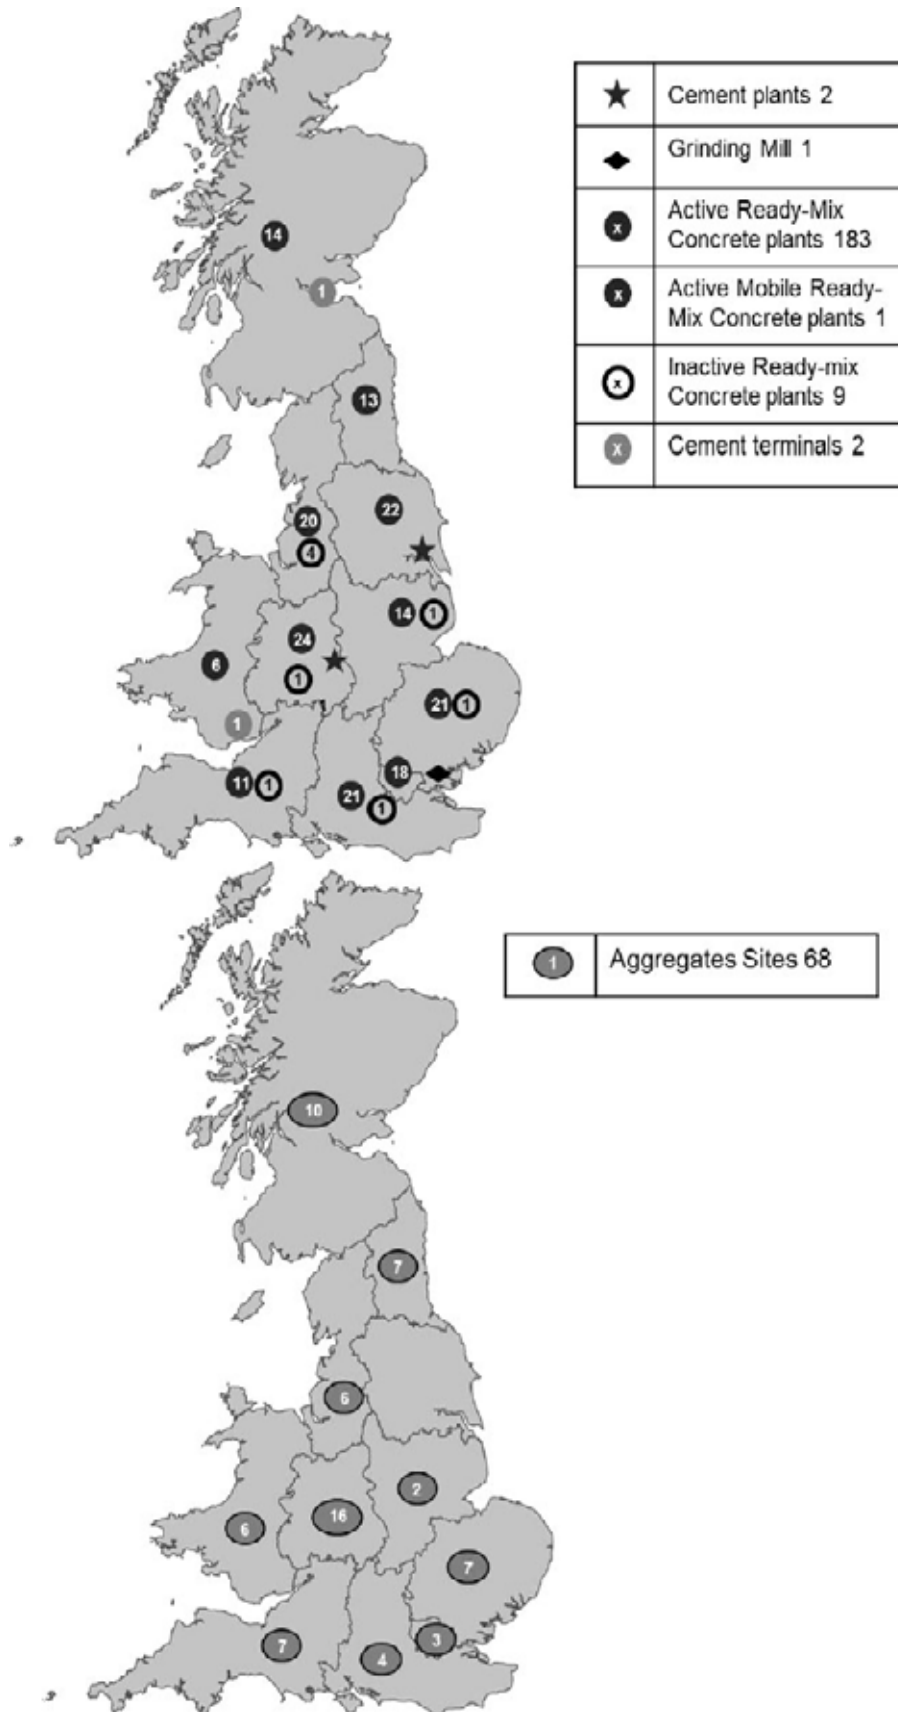 Cement plants 2
Grinding Mill 1
x
Active Ready-Mix
Concrete plants 183
x
Active Mobile Ready-
Mix Concrete plants 1
x
Inactive Ready-mix
Concrete plants 9
x
Cement terminals 2
14
1
13
22
20
4
14
1
24
1
6
21
1
1
18
11
1
21
1
1
Aggregates Sites 68
10
7
6
2
16
6
7
3
7
4